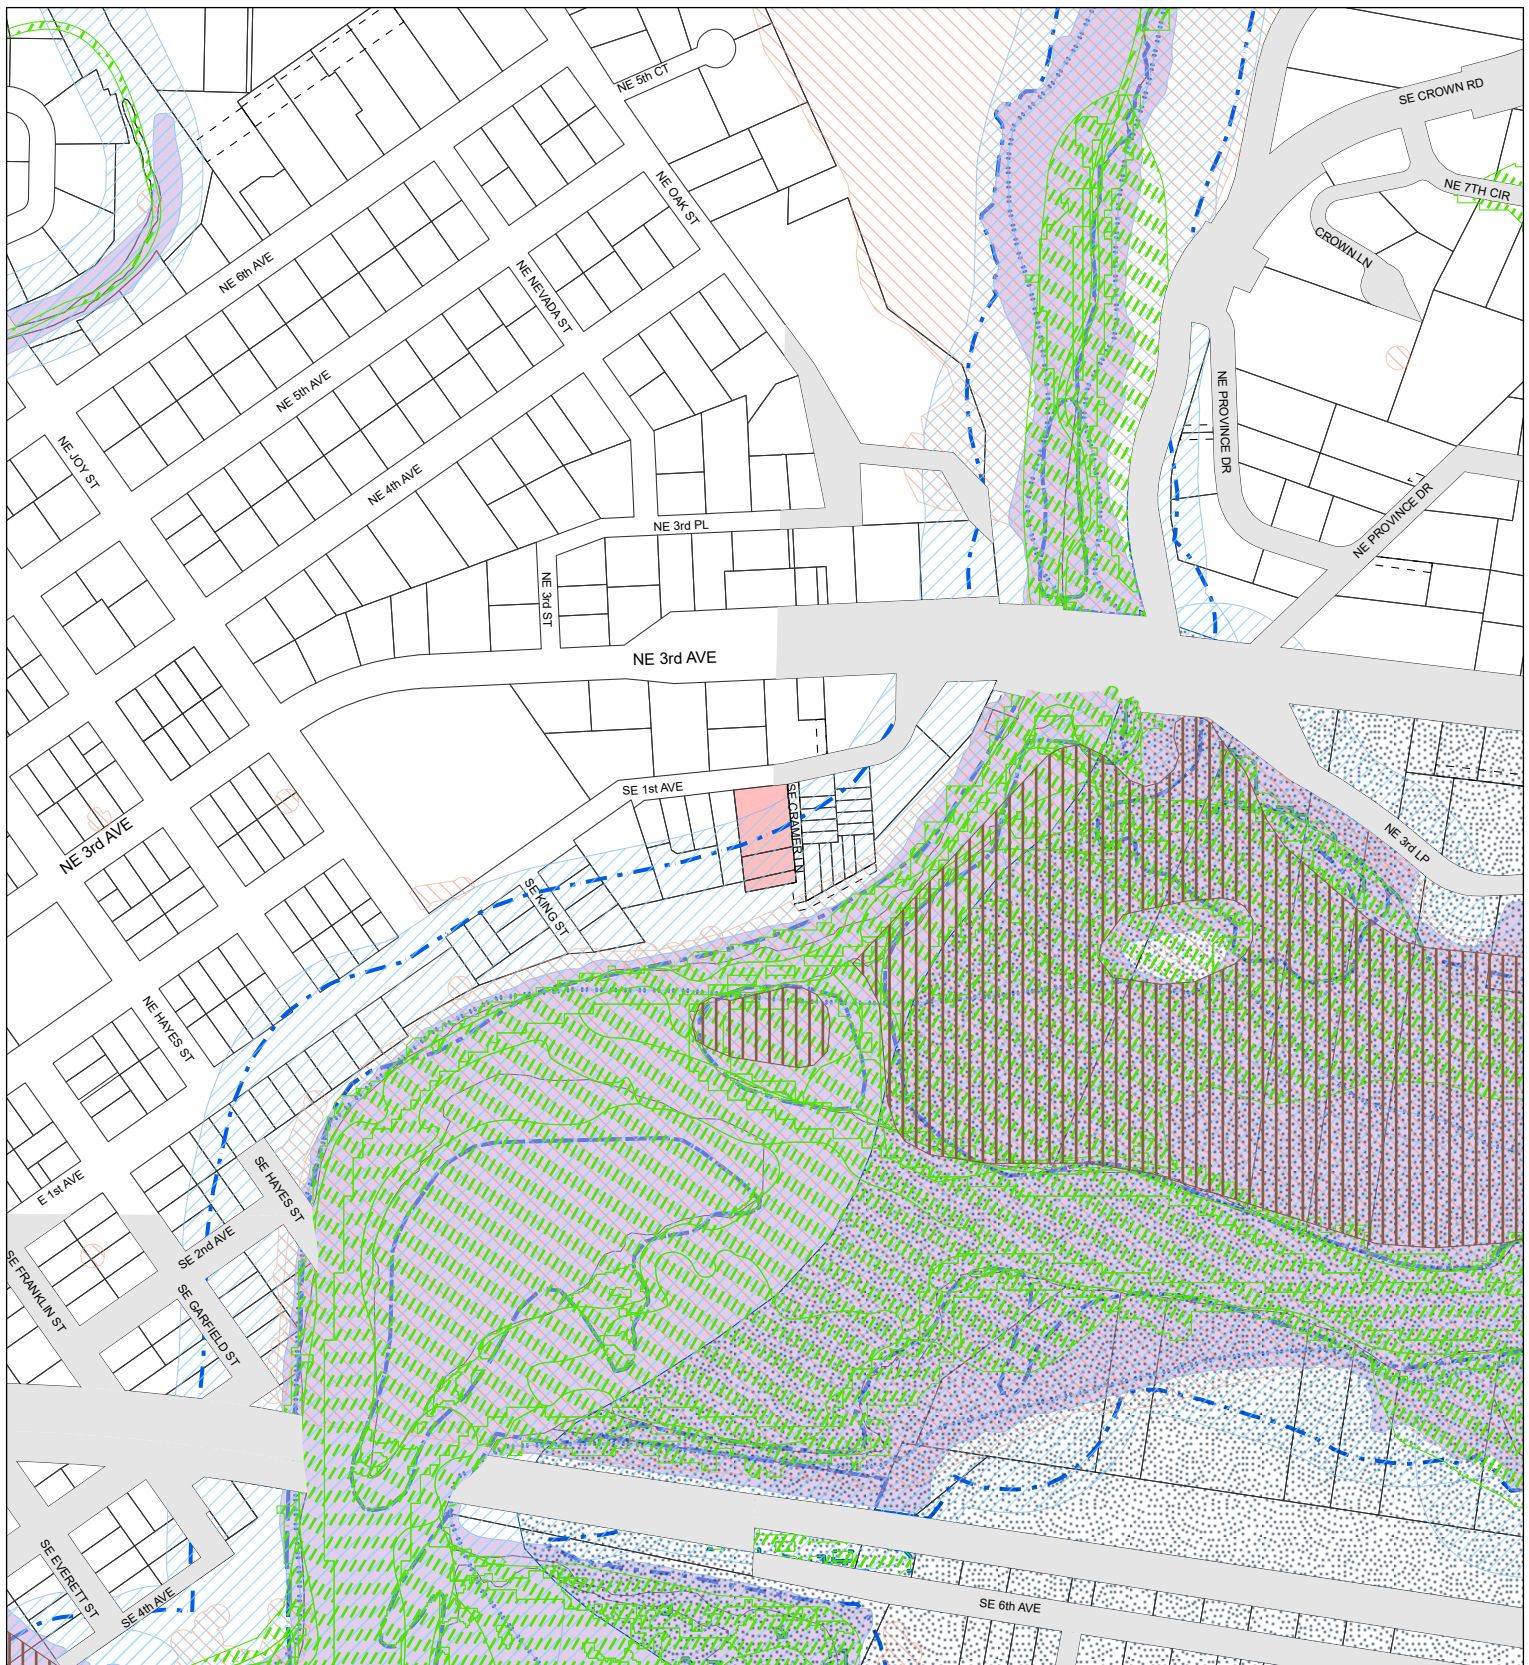 NE 5th CT
SE CROWN RD
NE 7TH CIR
NE OAK ST
CROWN LN
NE 6th AVE
NE NEVADA ST
NE 5th AVE
NE PROVINCE DR
NE JOY ST
NE 4th AVE
NE PROVINCE DR
NE 3rd PL
NE 3rd ST
NE 3rd AVE
SE 1st AVE
SE CRAMER LN
NE 3rd AVE
NE 3rd LP
SE KING ST
NE HAYES ST
E 1st AVE
SE HAYES ST
SE 2nd AVE
SE FRANKLIN ST
SE GARFIELD ST
SE EVERETT ST
SE 4th AVE
SE 6th AVE